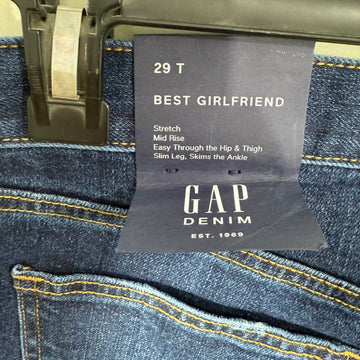 29 T
BEST GIRLFRIEND
Stretch
Mid Rise
Easy Through the Hip & Thigh
Slim Leg, Skims the Ankle
GAP
DENIM
EST. 1969